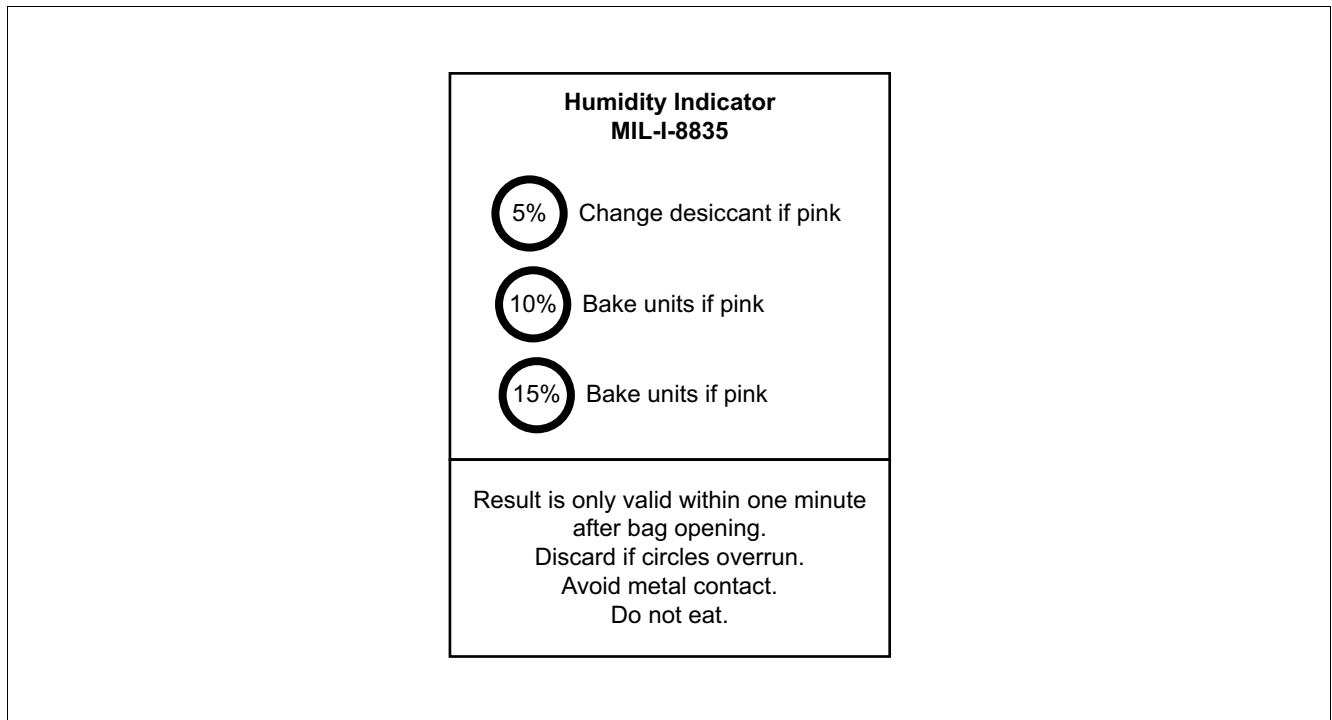 Humidity Indicator
MIL-I-8835
5% Change desiccant if pink
10% Bake units if pink
15% Bake units if pink
Result is only valid within one minute
after bag opening.
Discard if circles overrun.
Avoid metal contact.
Do not eat.